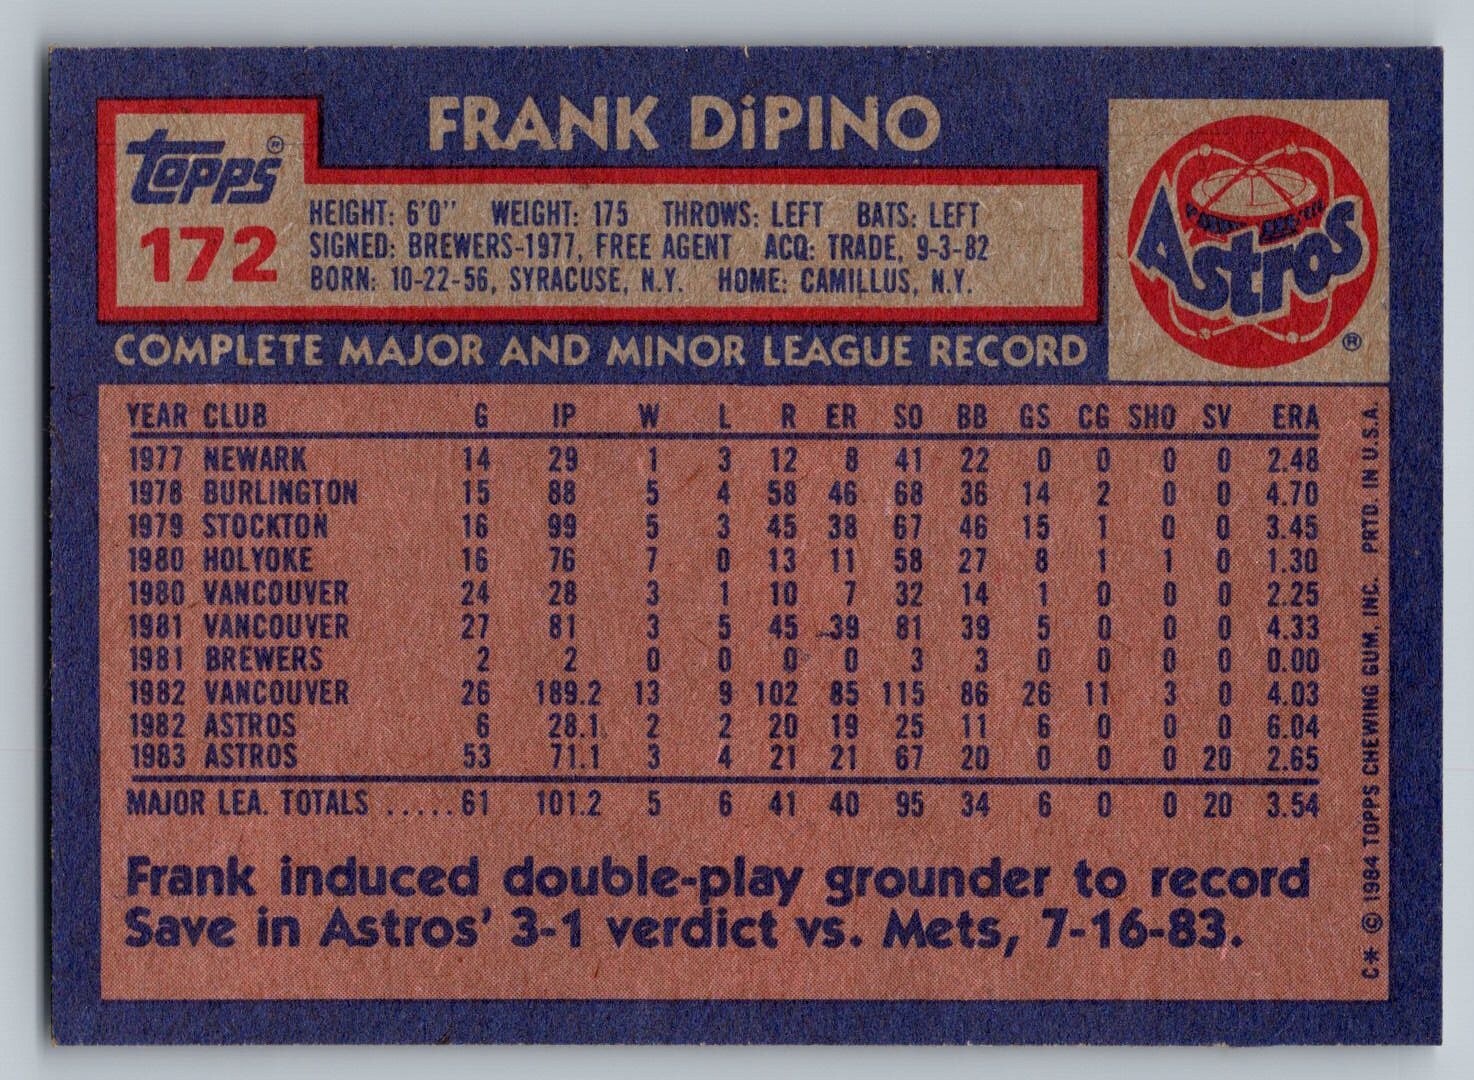 FRANK DiPINO
topps®
172
HEIGHT: 6'0" WEIGHT: 175 THROWS: LEFT BATS: LEFT
SIGNED: BREWERS-1977, FREE AGENT ACQ: TRADE, 9-3-82
BORN: 10-22-56, SYRACUSE, N.Y. HOME: CAMILLUS, N.Y.
Astros
®
COMPLETE MAJOR AND MINOR LEAGUE RECORD
YEAR CLUB G IP W L R ER SO BB GS CG SHO SV ERA
1977 NEWARK 14 29 1 3 12 8 41 22 0 0 0 0 2.48
1978 BURLINGTON 15 88 5 4 58 46 68 36 14 2 0 0 4.70
1979 STOCKTON 16 99 5 3 45 38 67 46 15 1 0 0 3.45
1980 HOLYOKE 16 76 7 0 13 11 58 27 8 1 1 0 1.30
1980 VANCOUVER 24 28 3 1 10 7 32 14 1 0 0 0 2.25
1981 VANCOUVER 27 81 3 5 45 39 81 39 5 0 0 0 4.33
1981 BREWERS 2 2 0 0 0 0 3 3 0 0 0 0 0.00
1982 VANCOUVER 26 189.2 13 9 102 85 115 86 26 11 3 0 4.03
1982 ASTROS 6 28.1 2 2 20 19 25 11 6 0 0 0 6.04
1983 ASTROS 53 71.1 3 4 21 21 67 20 0 0 0 20 2.65
MAJOR LEA. TOTALS .....61 101.2 5 6 41 40 95 34 6 0 0 20 3.54
Frank induced double-play grounder to record
Save in Astros' 3-1 verdict vs. Mets, 7-16-83.
C* © 1984 TOPPS CHEWING GUM, INC. PRTD. IN U.S.A.